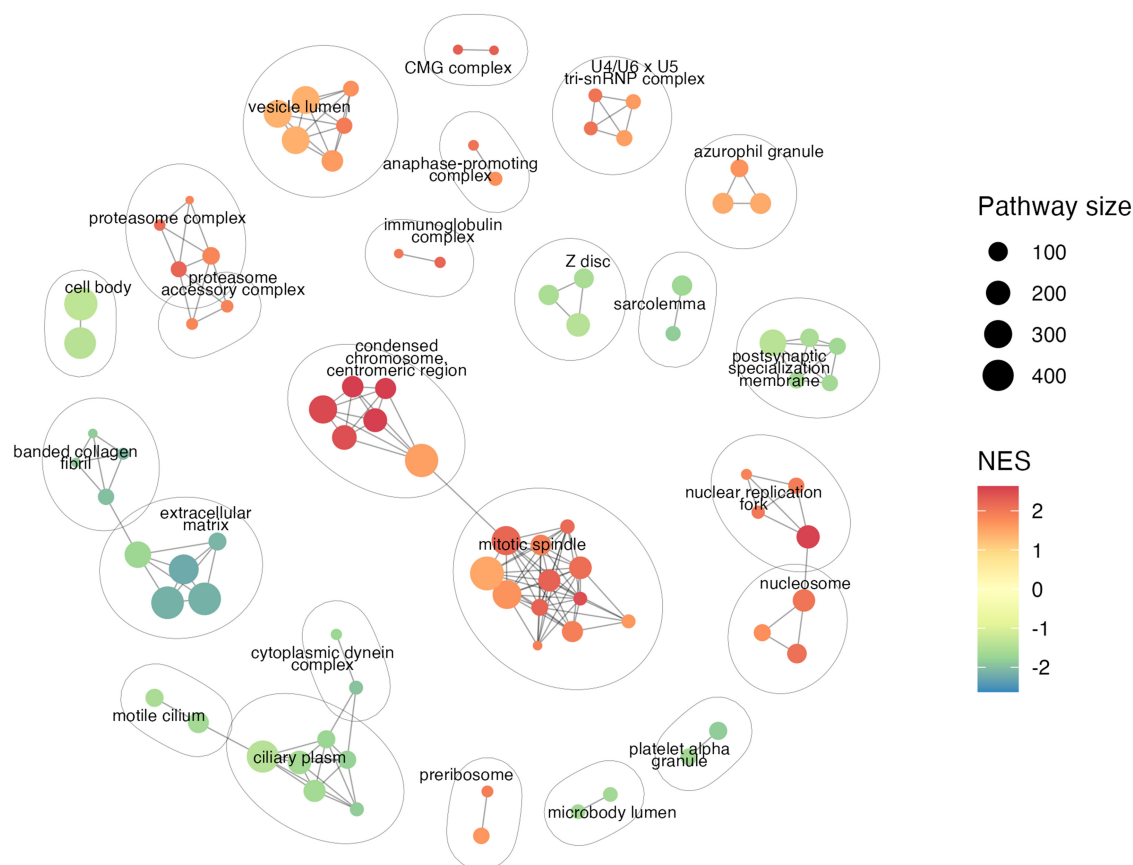 CMG complex
U4/U6 x U5
tri-snRNP complex
vesicle lumen
azurophil granule
anaphase-promoting
complex
proteasome complex
immunoglobulin
complex
Z disc
proteasome
accessory complex
cell body
sarcolemma
condensed
chromosome,
centromeric region
postsynaptic
specialization
membrane
banded collagen
fibril
nuclear replication
fork
extracellular
matrix
mitotic spindle
nucleosome
cytoplasmic dynein
complex
motile cilium
ciliary plasm
platelet alpha
granule
preribosome
microbody lumen
Pathway size
100
200
300
400
NES
2
1
0
-1
-2